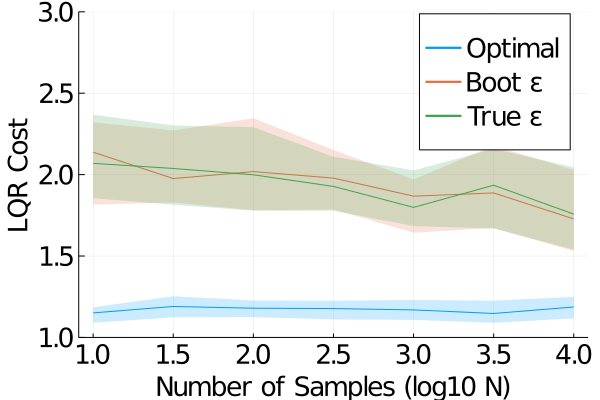 3.0
2.5
2.0
1.5
1.0
LQR Cost
Optimal
Boot ε
True ε
1.0 1.5 2.0 2.5 3.0 3.5 4.0
Number of Samples (log10 N)